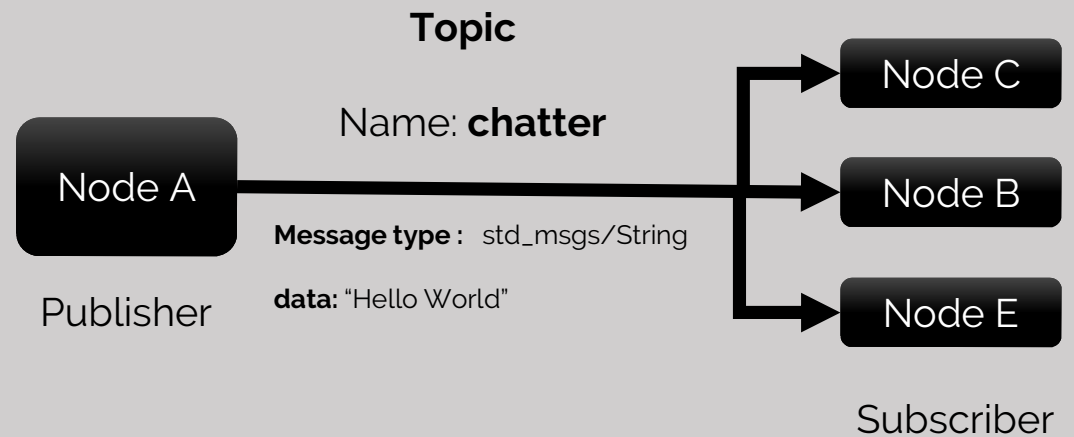 Topic
Node C
Name: chatter
Node A
Node B
Message type :   std_msgs/String
data: “Hello World”
Publisher
Node E
Subscriber